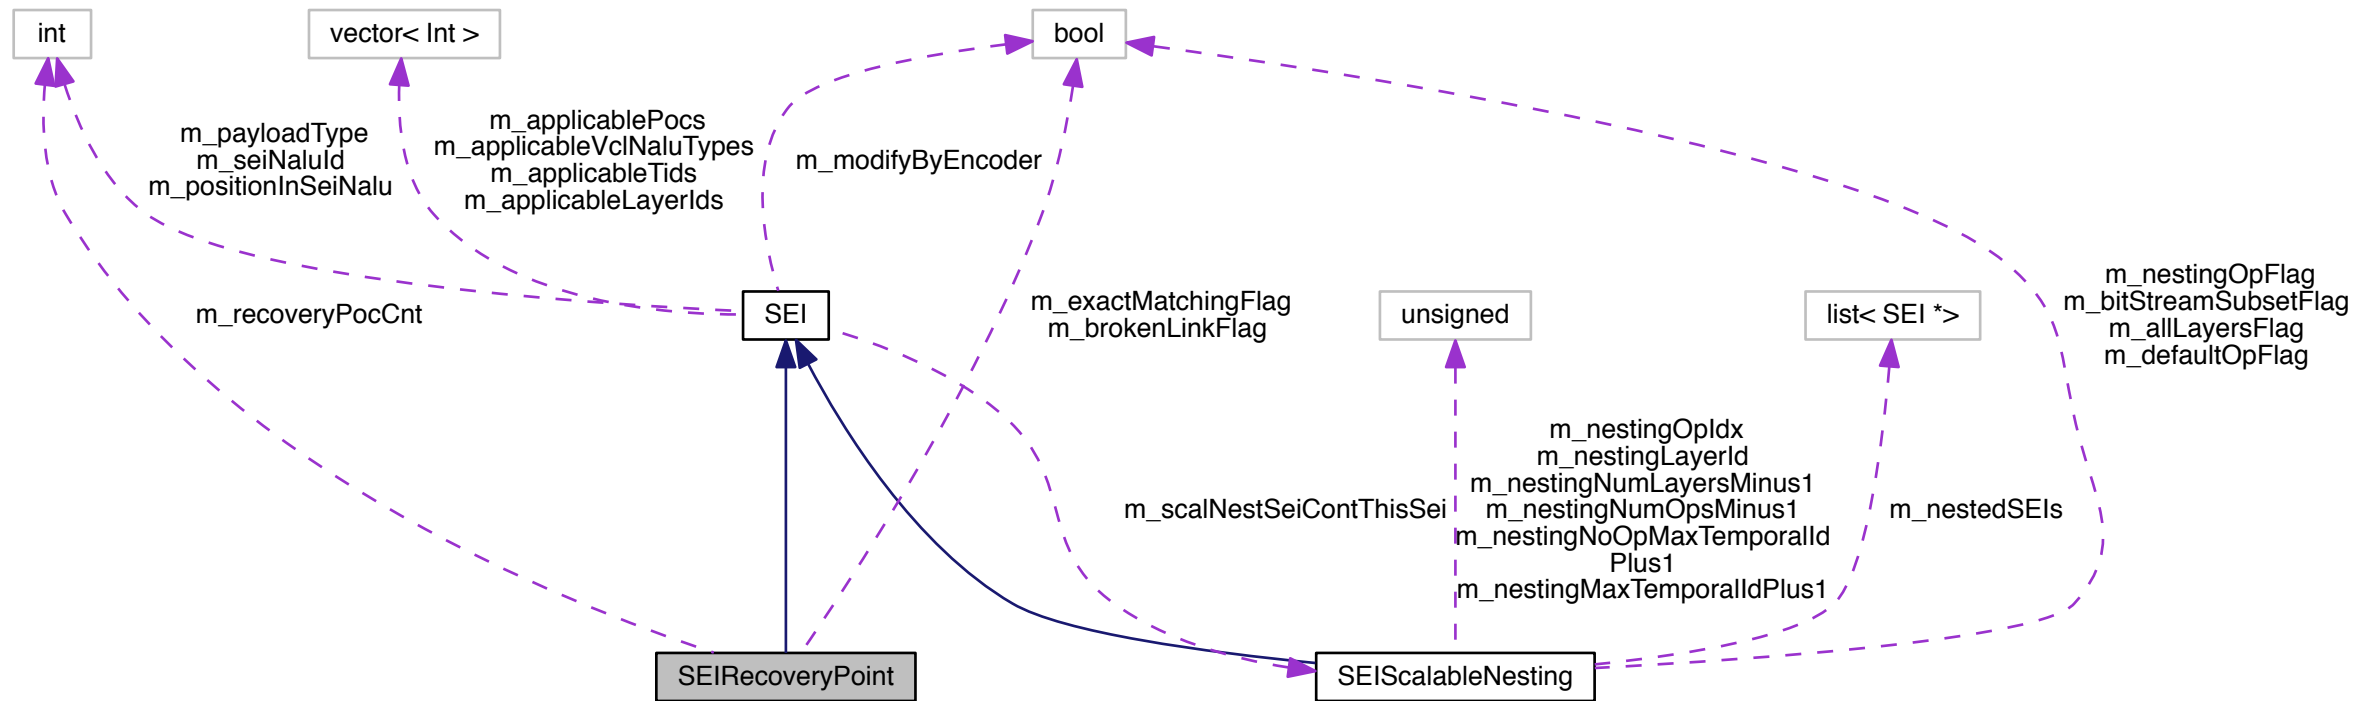 int
vector< Int >
bool
m_payloadType
m_seiNaluId
m_positionInSeiNalu
m_applicablePocs
m_applicableVclNaluTypes
m_applicableTids
m_applicableLayerIds
m_modifyByEncoder
m_recoveryPocCnt
SEI
m_exactMatchingFlag
m_brokenLinkFlag
unsigned
list< SEI *>
m_nestingOpFlag
m_bitStreamSubsetFlag
m_allLayersFlag
m_defaultOpFlag
m_scalNestSeiContThisSei
m_nestingOpIdx
m_nestingLayerId
m_nestingNumLayersMinus1
m_nestingNumOpsMinus1
m_nestingNoOpMaxTemporalId
Plus1
m_nestingMaxTemporalIdPlus1
m_nestedSEIs
SEIRecoveryPoint
SEIScalableNesting